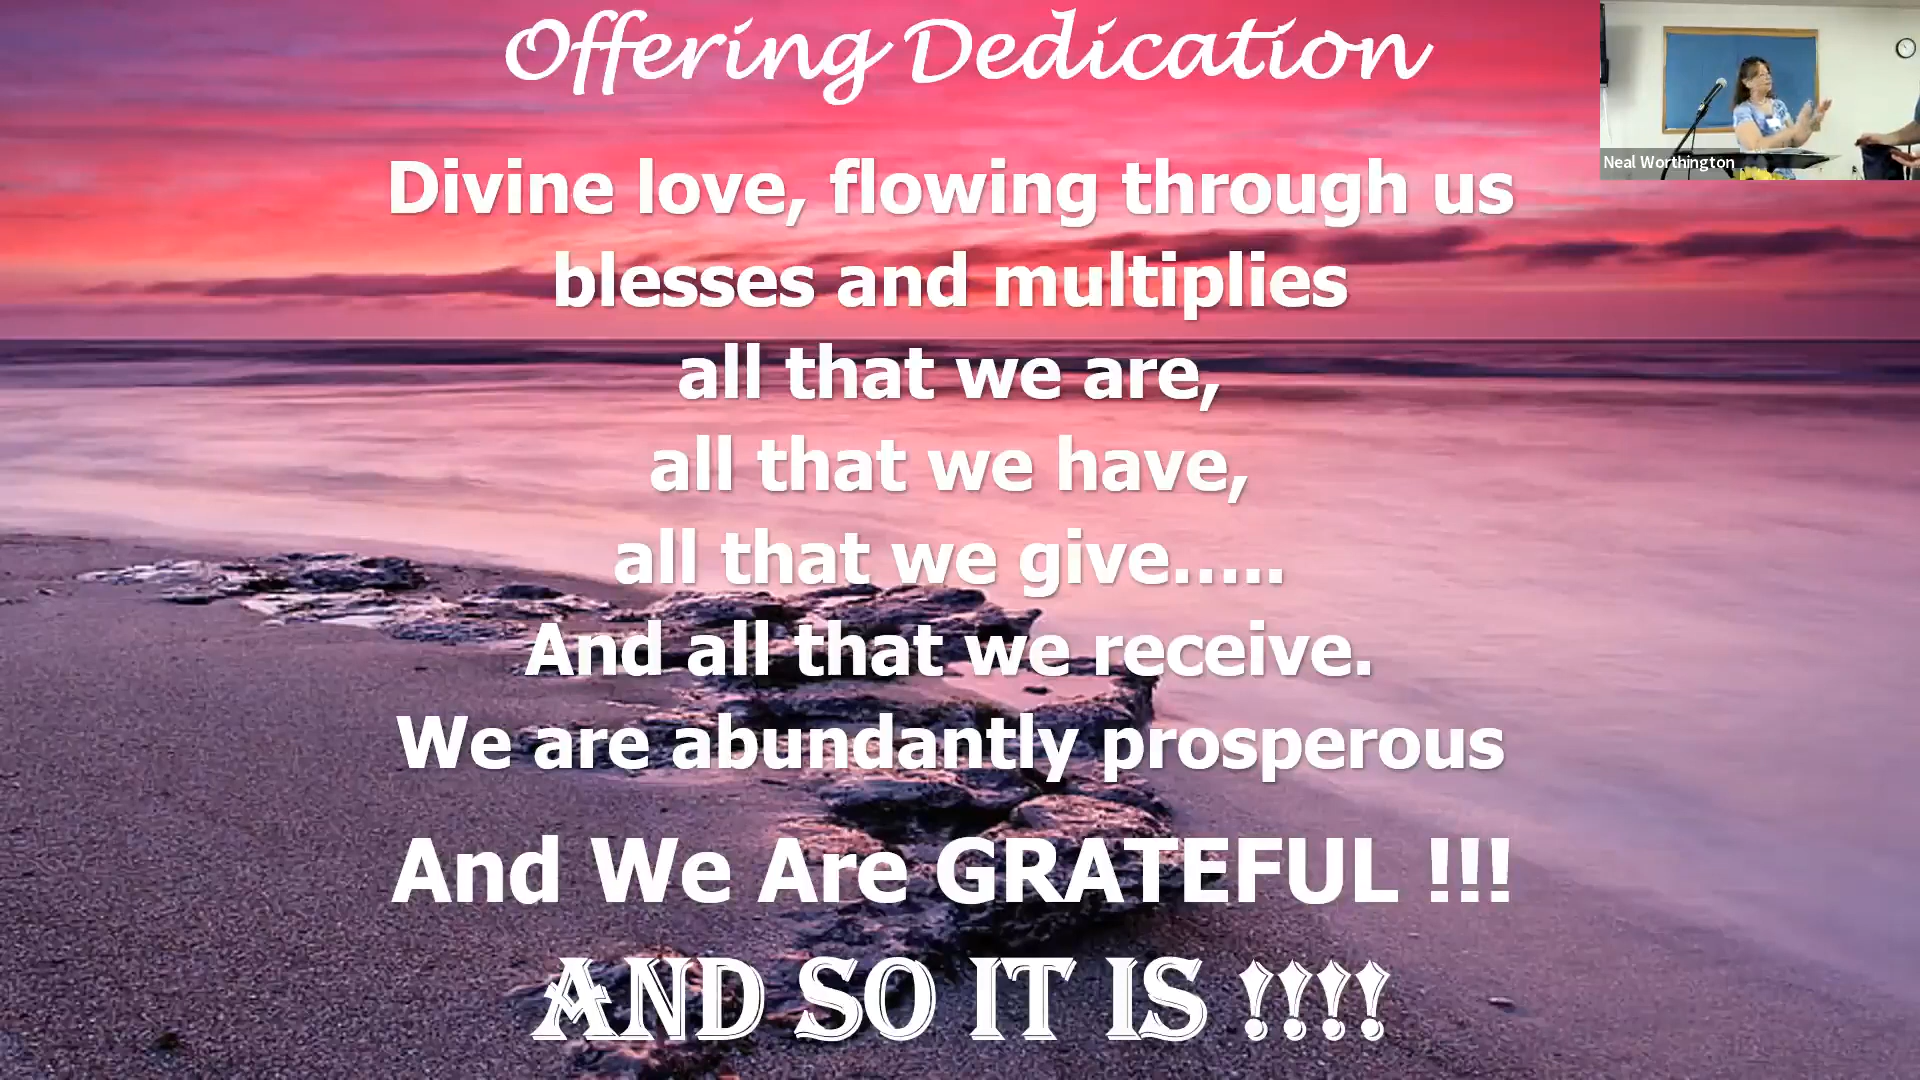 Offering Dedication
Divine love, flowing through us
blesses and multiplies
all that we are,
all that we have,
all that we give…..
And all that we receive.
We are abundantly prosperous
And We Are GRATEFUL !!!
AND SO IT IS !!!!
Neal Worthington